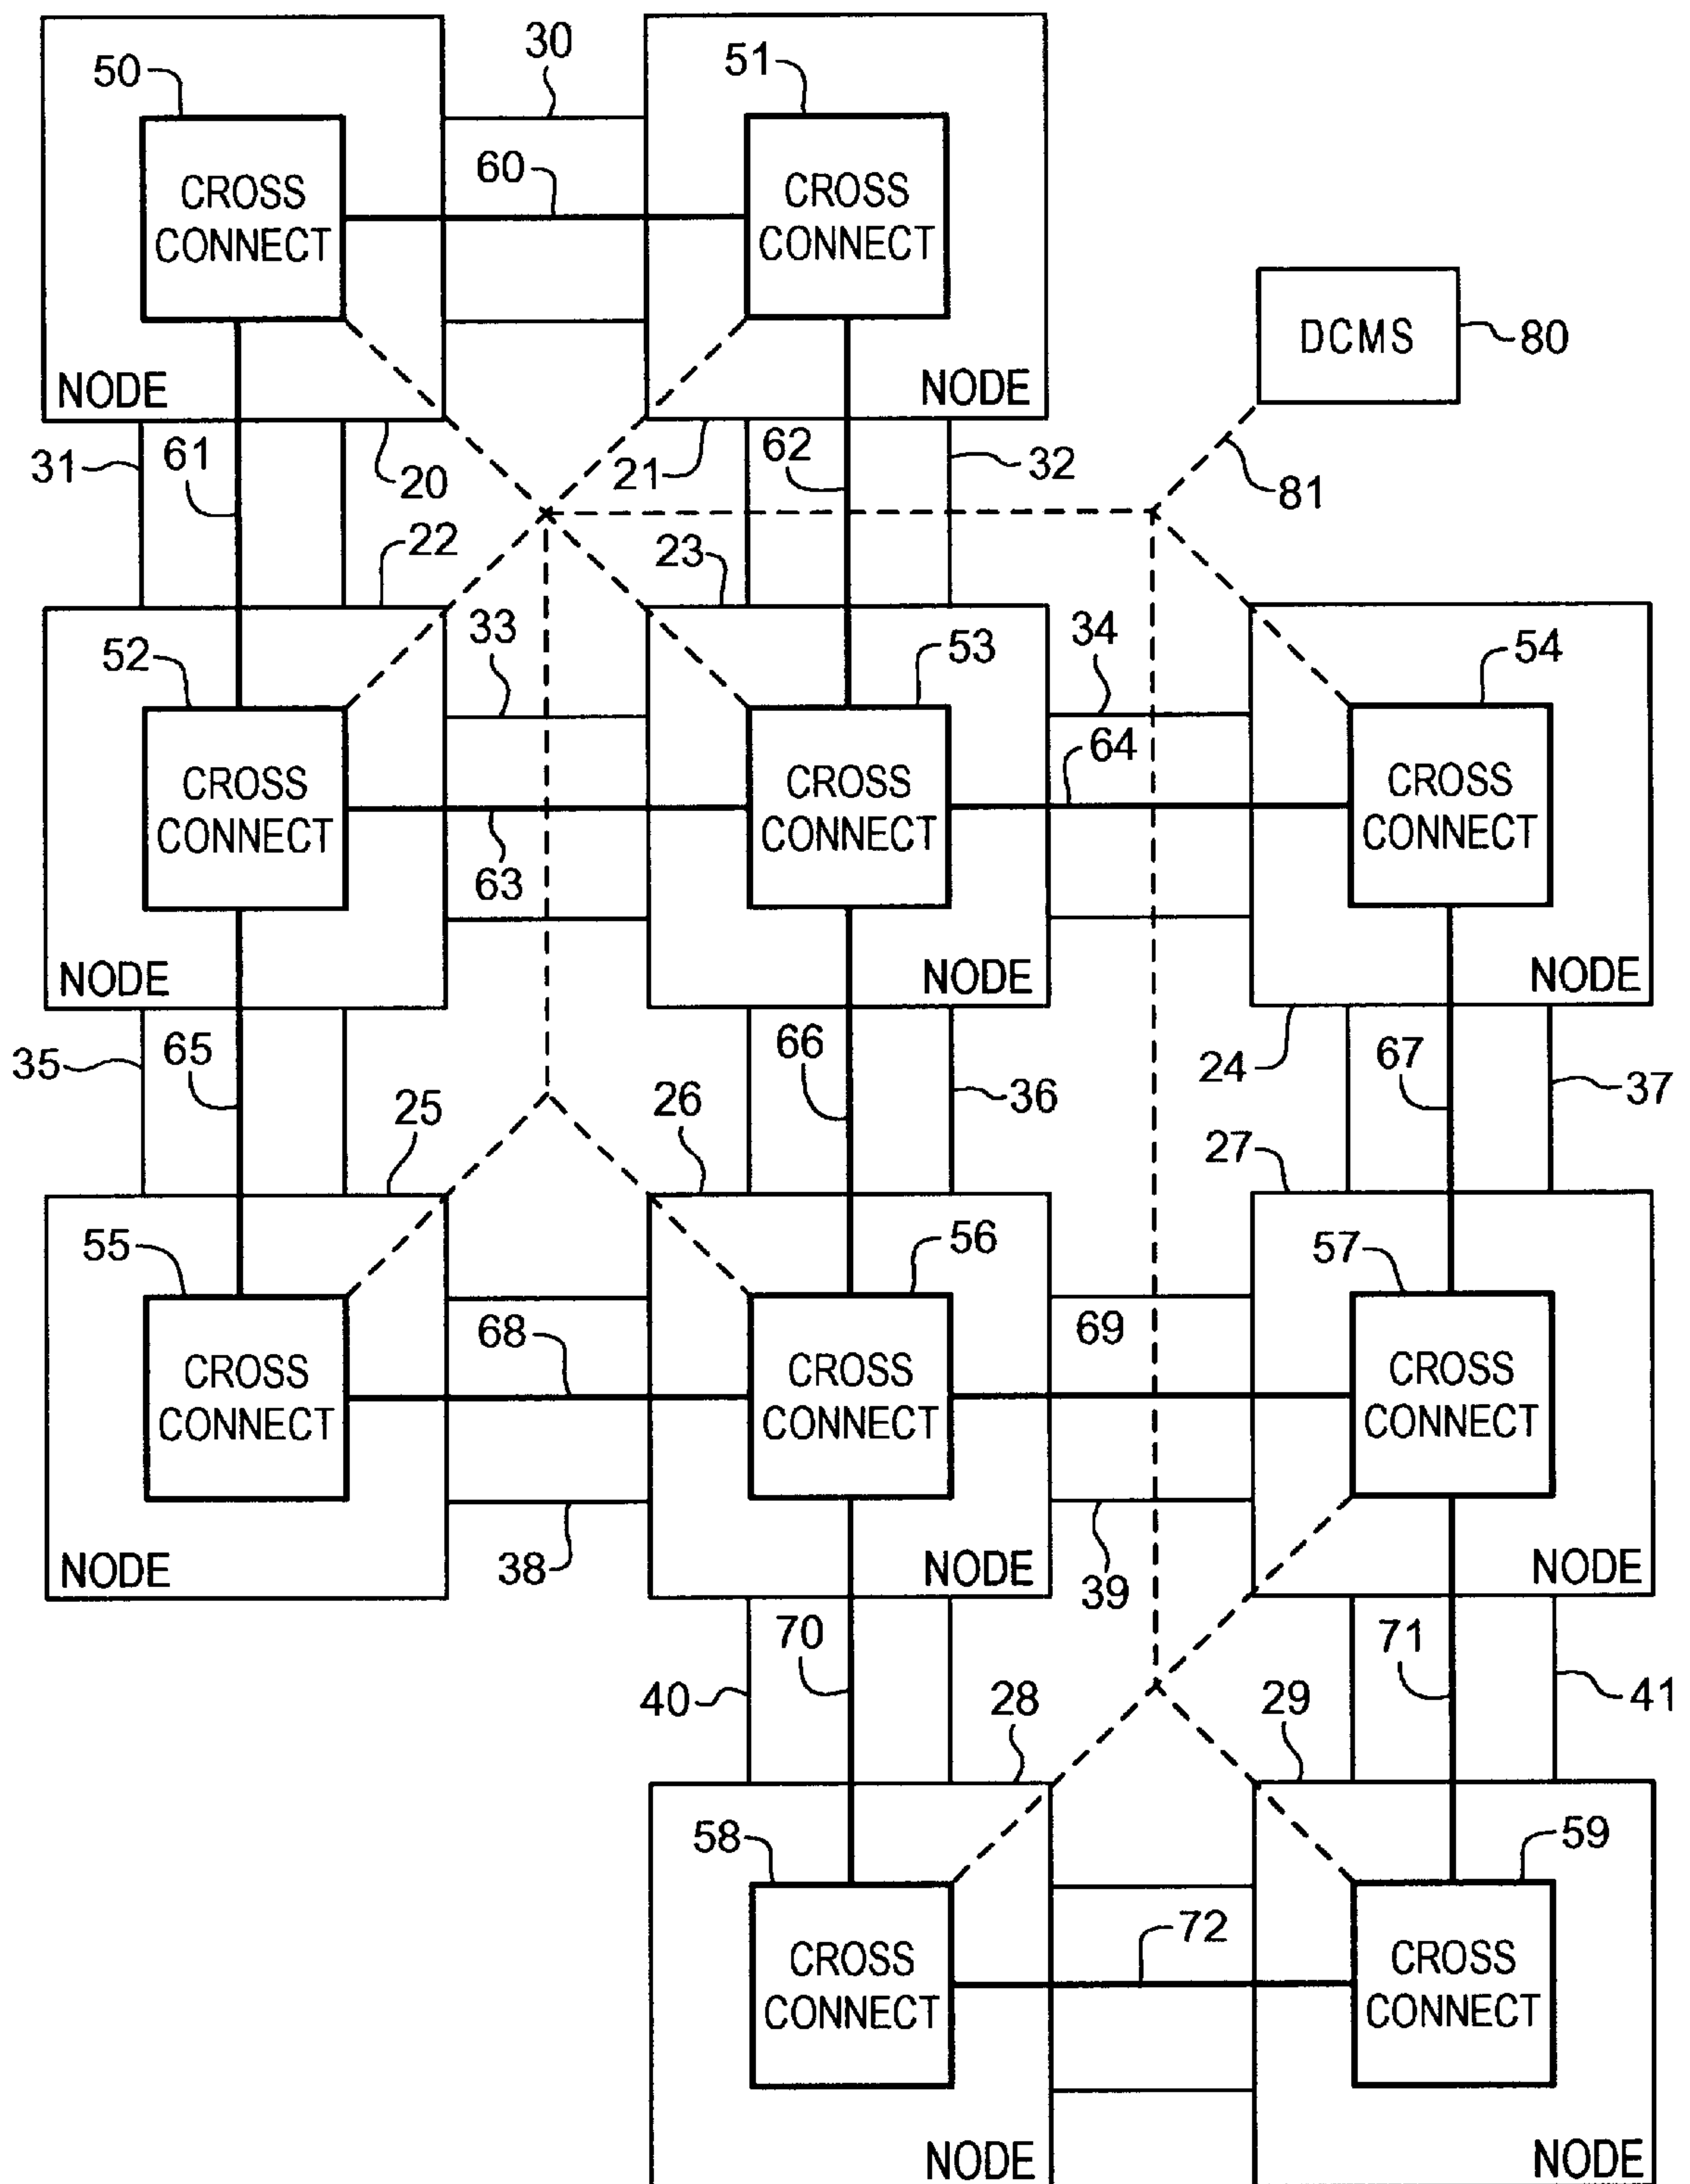 30
50
51
60
CROSS
CONNECT
CROSS
CONNECT
DCMS
80
NODE
NODE
31
61
20
21
62
32
81
22
23
33
34
52
53
54
64
CROSS
CONNECT
CROSS
CONNECT
CROSS
CONNECT
63
NODE
NODE
NODE
35
65
66
36
24
67
37
25
26
27
55
56
57
68
69
CROSS
CONNECT
CROSS
CONNECT
CROSS
CONNECT
38
39
NODE
NODE
NODE
70
71
40
28
29
41
58
59
72
CROSS
CONNECT
CROSS
CONNECT
NODE
NODE